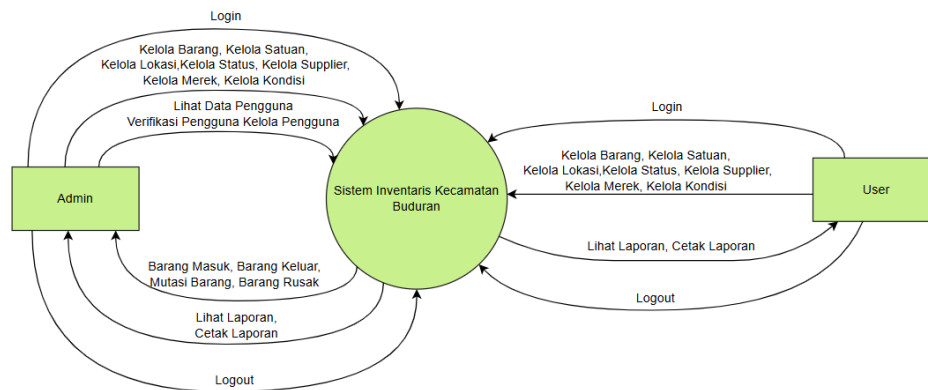 Login
Kelola Barang, Kelola Satuan,
Kelola Lokasi,Kelola Status, Kelola Supplier,
Kelola Merek, Kelola Kondisi
Lihat Data Pengguna
Verifikasi Pengguna Kelola Pengguna
Admin
Barang Masuk, Barang Keluar,
Mutasi Barang, Barang Rusak
Lihat Laporan,
Cetak Laporan
Logout
Sistem Inventaris Kecamatan
Buduran
Login
Kelola Barang, Kelola Satuan,
Kelola Lokasi,Kelola Status, Kelola Supplier,
Kelola Merek, Kelola Kondisi
User
Lihat Laporan, Cetak Laporan
Logout